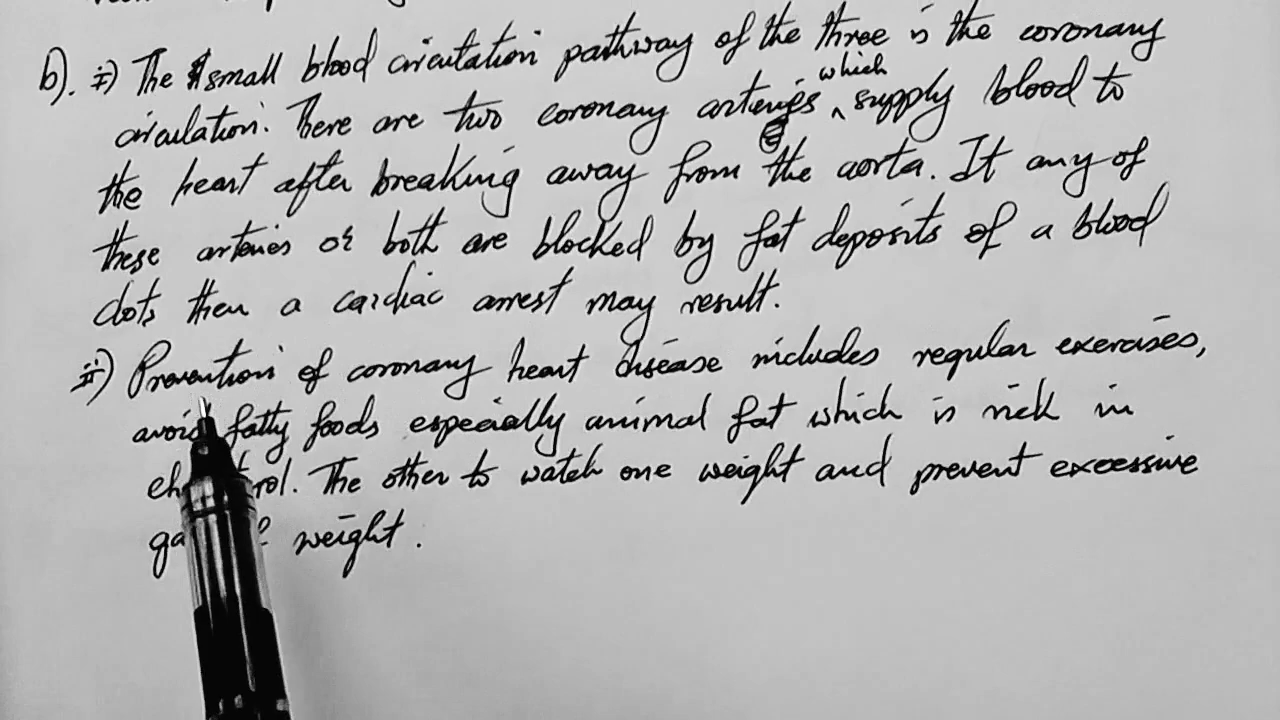 b). i) The small blood circulation pathway of the three is the coronary
circulation. There are two coronary arteries which supply blood to
the heart after breaking away from the aorta. If any of
these arteries or both are blocked by fat deposits of a blood
clots then a cardiac arrest may result.
ii) Prevention of coronary heart disease includes regular exercises,
avoid fatty foods especially animal fat which is rich in
The other to watch one weight and prevent excessive
weight.